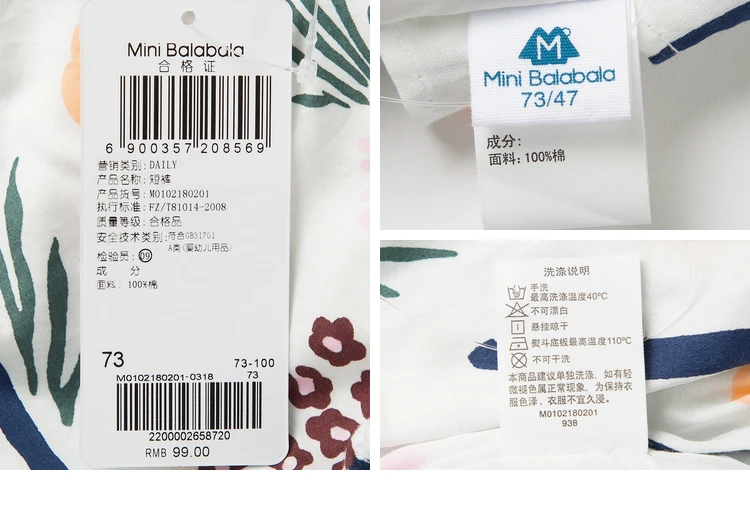 Mini Balabala
合格证
6 900357 208569
营销类别: DAILY
产品名称: 短裤
产品货号: M0102180201
执行标准: FZ/T81014-2008
质量等级: 合格品
安全技术类别: 符合GB31701
A类(婴幼儿用品)
检验员: 09
成 分
面料: 100%棉
73 73-100
M0102180201-0318 73
2200002658720
RMB 99.00
M
Mini Balabala
73/47
成分:
面料: 100%棉
洗涤说明
手洗
最高洗涤温度40℃
不可漂白
悬挂晾干
熨斗底板最高温度110℃
不可干洗
本商品建议单独洗涤, 如有轻
微褪色属正常现象, 为保持衣
服色泽, 衣服不宜久浸。
M0102180201
938